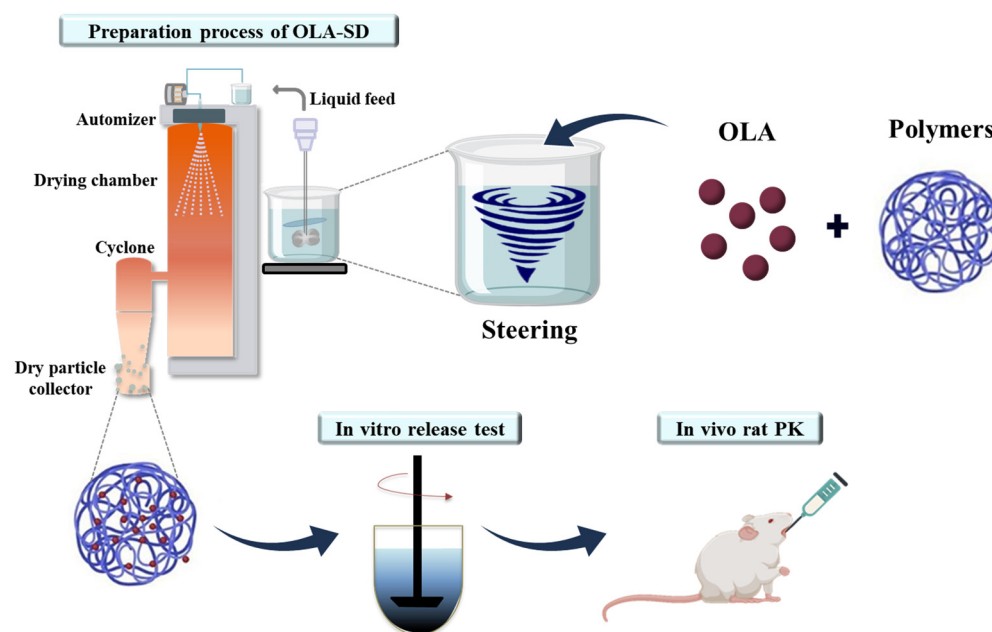 Preparation process of OLA-SD
Liquid feed
Automizer
OLA
Polymers
Drying chamber
Cyclone
Steering
Dry particle
collector
In vitro release test
In vivo rat PK